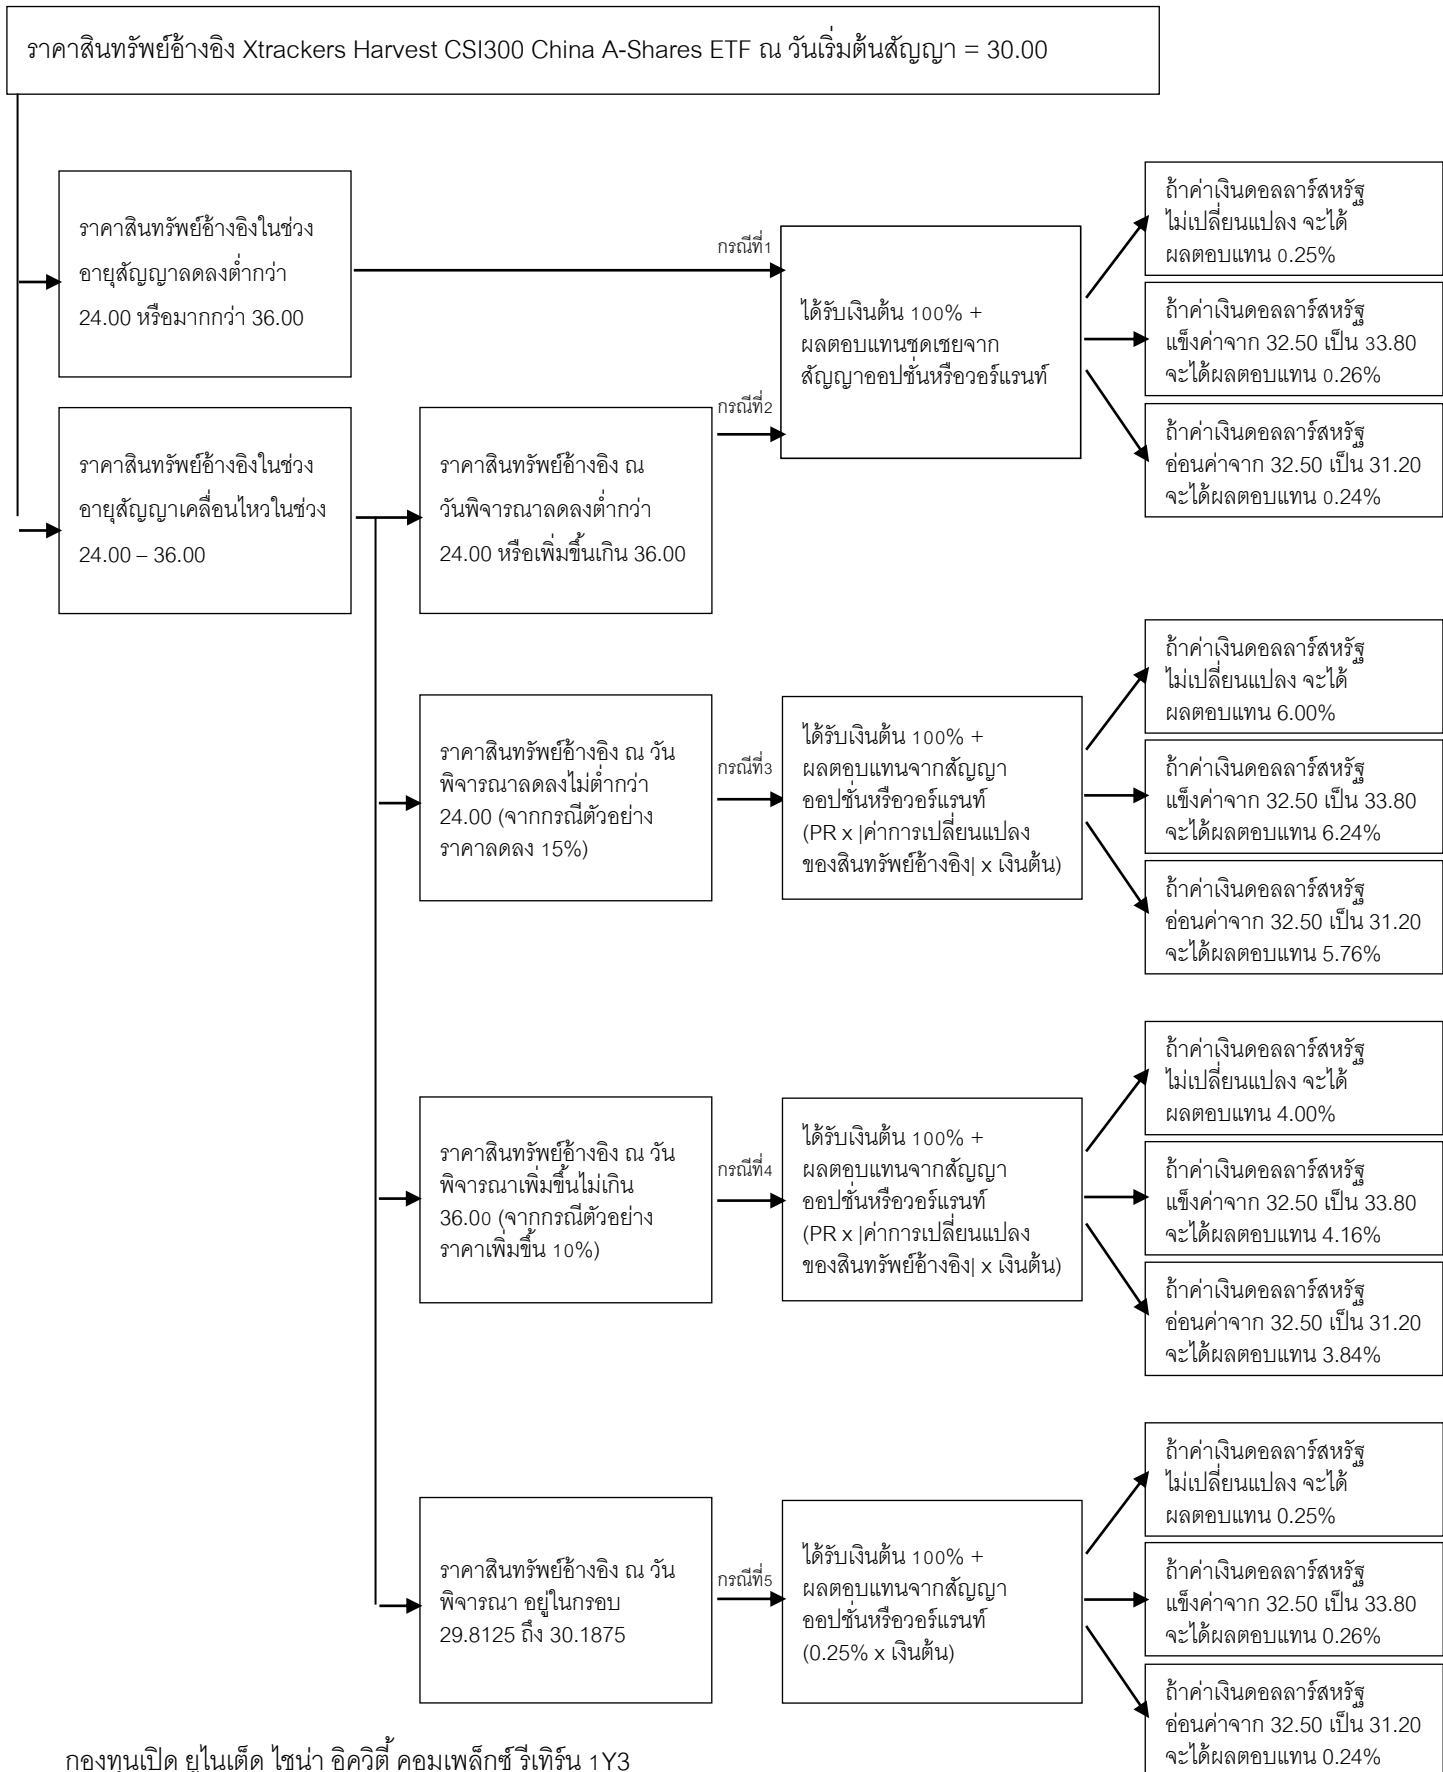 ราคาสินทรัพย์อ้างอิง Xtrackers Harvest CSI300 China A-Shares ETF ณ วันเริ่มต้นสัญญา = 30.00
ราคาสินทรัพย์อ้างอิงในช่วง
อายุสัญญาลดลงต่ำกว่า
24.00 หรือมากกว่า 36.00
กรณีที่1
ได้รับเงินต้น 100% +
ผลตอบแทนชดเชยจาก
สัญญาออปชั่นหรือวอร์แรนท์
ถ้าค่าเงินดอลลาร์สหรัฐ
ไม่เปลี่ยนแปลง จะได้
ผลตอบแทน 0.25%
ถ้าค่าเงินดอลลาร์สหรัฐ
แข็งค่าจาก 32.50 เป็น 33.80
จะได้ผลตอบแทน 0.26%
ถ้าค่าเงินดอลลาร์สหรัฐ
อ่อนค่าจาก 32.50 เป็น 31.20
จะได้ผลตอบแทน 0.24%
ราคาสินทรัพย์อ้างอิงในช่วง
อายุสัญญาเคลื่อนไหวในช่วง
24.00 – 36.00
ราคาสินทรัพย์อ้างอิง ณ
วันพิจารณาลดลงต่ำกว่า
24.00 หรือเพิ่มขึ้นเกิน 36.00
กรณีที่2
ราคาสินทรัพย์อ้างอิง ณ วัน
พิจารณาลดลงไม่ต่ำกว่า
24.00 (จากกรณีตัวอย่าง
ราคาลดลง 15%)
กรณีที่3
ได้รับเงินต้น 100% +
ผลตอบแทนจากสัญญา
ออปชั่นหรือวอร์แรนท์
(PR x |ค่าการเปลี่ยนแปลง
ของสินทรัพย์อ้างอิง| x เงินต้น)
ถ้าค่าเงินดอลลาร์สหรัฐ
ไม่เปลี่ยนแปลง จะได้
ผลตอบแทน 6.00%
ถ้าค่าเงินดอลลาร์สหรัฐ
แข็งค่าจาก 32.50 เป็น 33.80
จะได้ผลตอบแทน 6.24%
ถ้าค่าเงินดอลลาร์สหรัฐ
อ่อนค่าจาก 32.50 เป็น 31.20
จะได้ผลตอบแทน 5.76%
ราคาสินทรัพย์อ้างอิง ณ วัน
พิจารณาเพิ่มขึ้นไม่เกิน
36.00 (จากกรณีตัวอย่าง
ราคาเพิ่มขึ้น 10%)
กรณีที่4
ได้รับเงินต้น 100% +
ผลตอบแทนจากสัญญา
ออปชั่นหรือวอร์แรนท์
(PR x |ค่าการเปลี่ยนแปลง
ของสินทรัพย์อ้างอิง| x เงินต้น)
ถ้าค่าเงินดอลลาร์สหรัฐ
ไม่เปลี่ยนแปลง จะได้
ผลตอบแทน 4.00%
ถ้าค่าเงินดอลลาร์สหรัฐ
แข็งค่าจาก 32.50 เป็น 33.80
จะได้ผลตอบแทน 4.16%
ถ้าค่าเงินดอลลาร์สหรัฐ
อ่อนค่าจาก 32.50 เป็น 31.20
จะได้ผลตอบแทน 3.84%
ราคาสินทรัพย์อ้างอิง ณ วัน
พิจารณา อยู่ในกรอบ
29.8125 ถึง 30.1875
กรณีที่5
ได้รับเงินต้น 100% +
ผลตอบแทนจากสัญญา
ออปชั่นหรือวอร์แรนท์
(0.25% x เงินต้น)
ถ้าค่าเงินดอลลาร์สหรัฐ
ไม่เปลี่ยนแปลง จะได้
ผลตอบแทน 0.25%
ถ้าค่าเงินดอลลาร์สหรัฐ
แข็งค่าจาก 32.50 เป็น 33.80
จะได้ผลตอบแทน 0.26%
ถ้าค่าเงินดอลลาร์สหรัฐ
อ่อนค่าจาก 32.50 เป็น 31.20
จะได้ผลตอบแทน 0.24%
กองทุนเปิด ยูไนเต็ด ไชน่า อิควิตี้ คอมเพล็กซ์ รีเทิร์น 1Y3